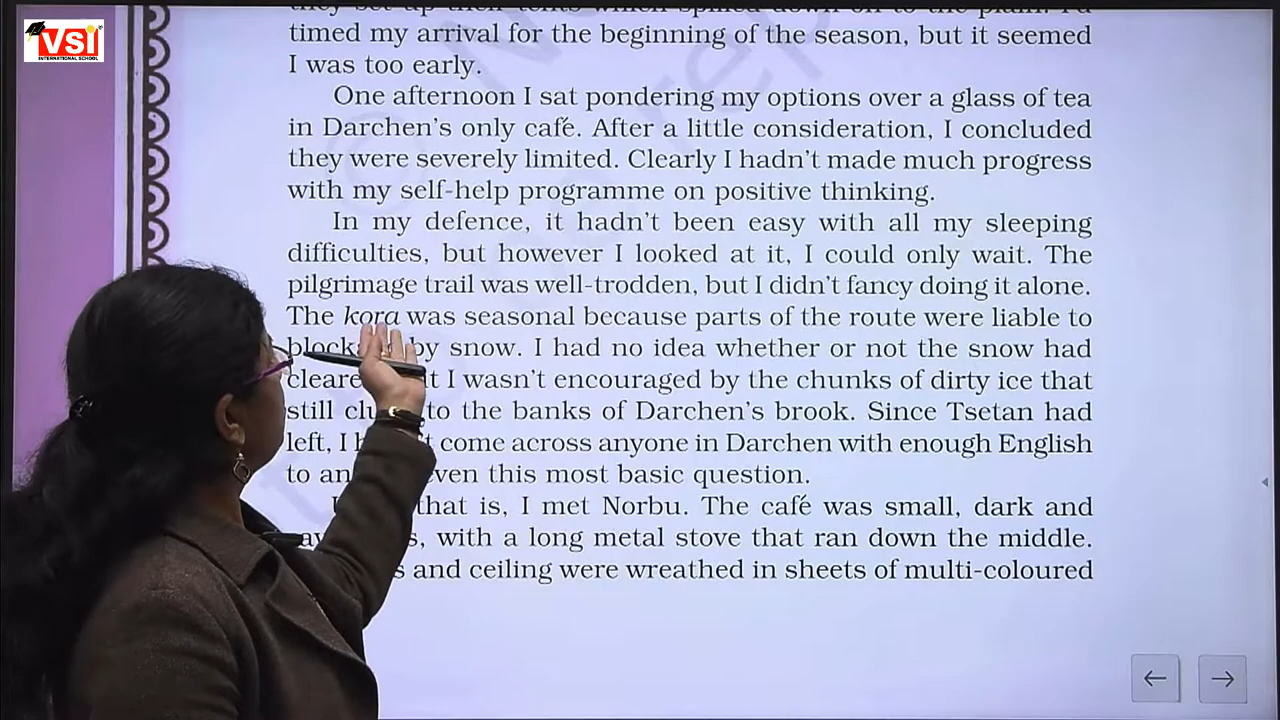 VSI
INTERNATIONAL SCHOOL
timed my arrival for the beginning of the season, but it seemed
I was too early.
One afternoon I sat pondering my options over a glass of tea
in Darchen's only café. After a little consideration, I concluded
they were severely limited. Clearly I hadn't made much progress
with my self-help programme on positive thinking.
In my defence, it hadn't been easy with all my sleeping
difficulties, but however I looked at it, I could only wait. The
pilgrimage trail was well-trodden, but I didn't fancy doing it alone.
The kora was seasonal because parts of the route were liable to
by snow. I had no idea whether or not the snow had
I wasn't encouraged by the chunks of dirty ice that
still to the banks of Darchen's brook. Since Tsetan had
left, I come across anyone in Darchen with enough English
to even this most basic question.
that is, I met Norbu. The café was small, dark and
with a long metal stove that ran down the middle.
and ceiling were wreathed in sheets of multi-coloured